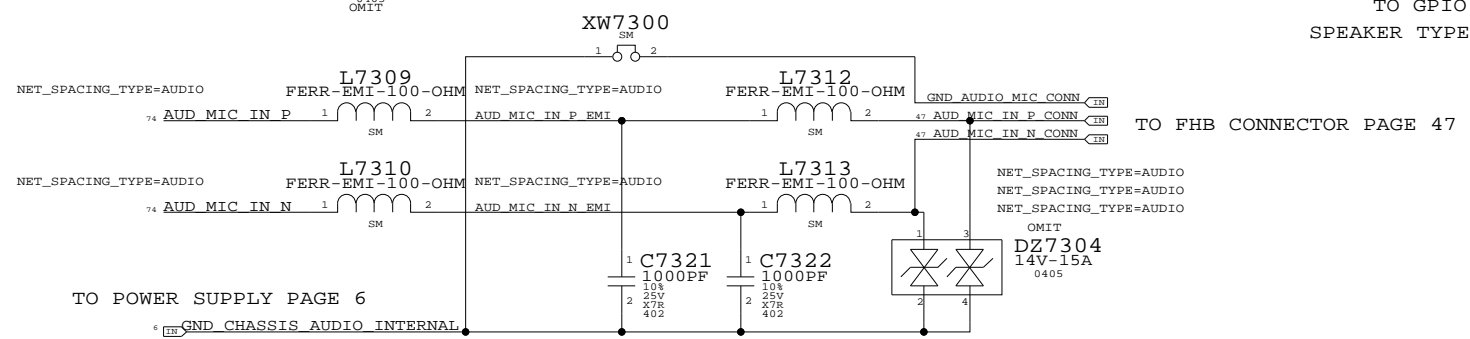 0405
OMIT
TO GPIO
SPEAKER TYPE
XW7300
SM
1 2
NET_SPACING_TYPE=AUDIO
L7309
FERR-EMI-100-OHM
NET_SPACING_TYPE=AUDIO
L7312
FERR-EMI-100-OHM
GND_AUDIO_MIC_CONN IN
74 AUD_MIC_IN_P 1 2 AUD_MIC_IN_P_EMI 1 2 47 AUD_MIC_IN_P_CONN IN
SM
SM
TO FHB CONNECTOR PAGE 47
47 AUD_MIC_IN_N_CONN IN
NET_SPACING_TYPE=AUDIO
L7310
FERR-EMI-100-OHM
NET_SPACING_TYPE=AUDIO
L7313
FERR-EMI-100-OHM
NET_SPACING_TYPE=AUDIO
NET_SPACING_TYPE=AUDIO
NET_SPACING_TYPE=AUDIO
74 AUD_MIC_IN_N 1 2 AUD_MIC_IN_N_EMI 1 2
SM
SM
OMIT
DZ7304
14V-15A
0405
1 3
2 4
1 C7321
1000PF
10%
25V
X7R
402
2
1 C7322
1000PF
10%
25V
X7R
402
2
TO POWER SUPPLY PAGE 6
6 IN GND_CHASSIS_AUDIO_INTERNAL